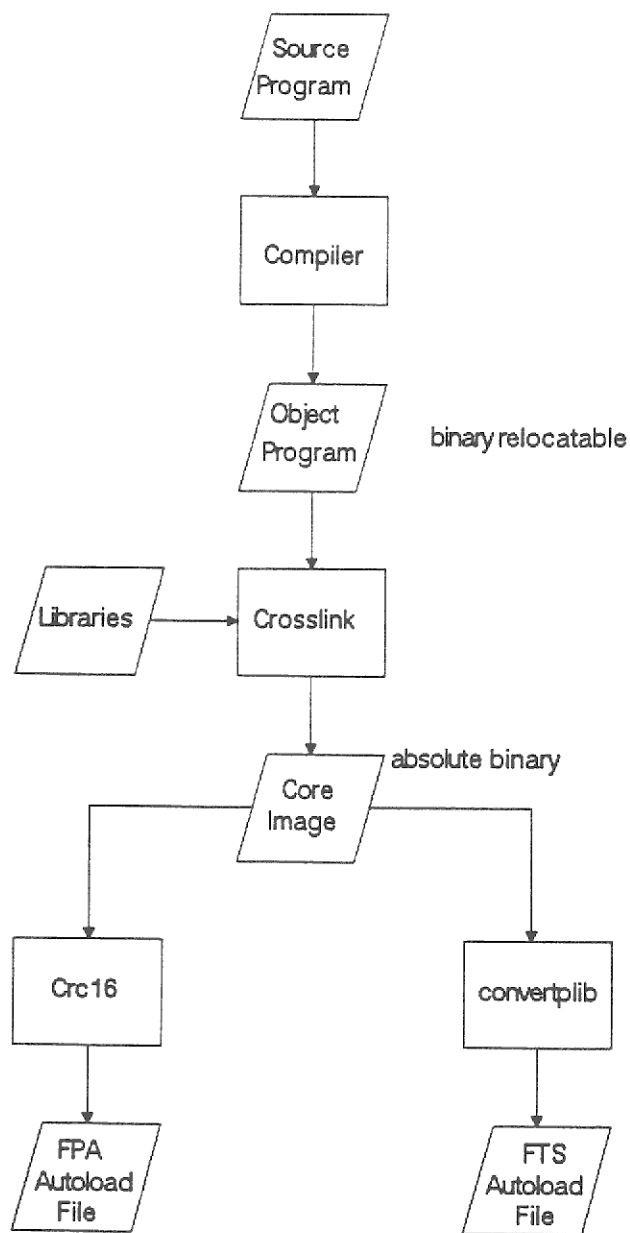 Source
Program
Compiler
Object
Program
binary relocatable
Libraries
Crosslink
absolute binary
Core
Image
Crc16
convertplib
FPA
Autoload
File
FTS
Autoload
File